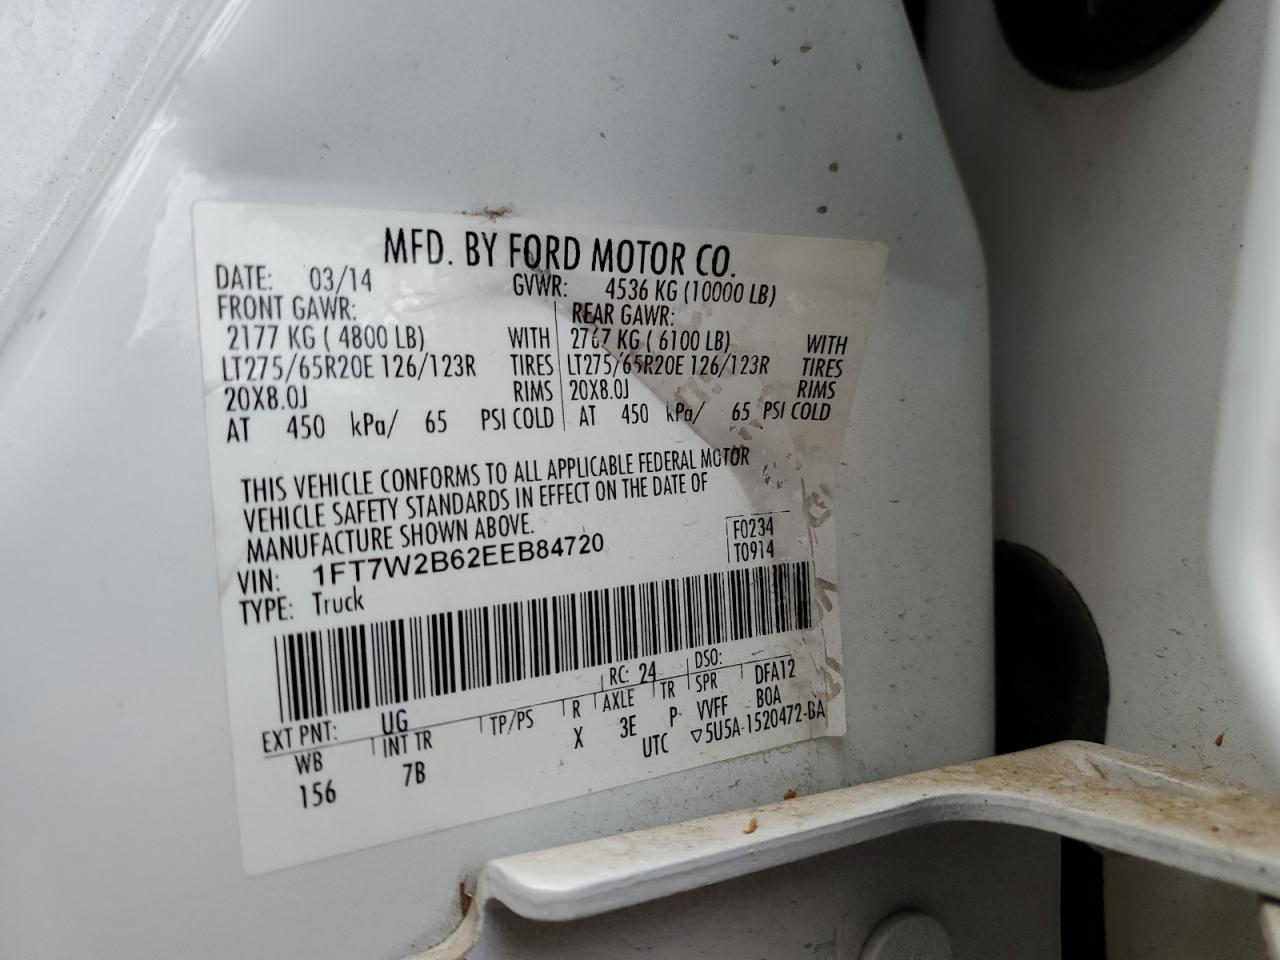 MFD. BY FORD MOTOR CO.
DATE: 03/14 GVWR: 4536 KG (10000 LB)
FRONT GAWR: REAR GAWR:
2177 KG ( 4800 LB) WITH 2767 KG ( 6100 LB) WITH
LT275/65R20E 126/123R TIRES LT275/65R20E 126/123R TIRES
20X8.0J RIMS 20X8.0J RIMS
AT 450 kPa/ 65 PSI COLD AT 450 kPa/ 65 PSI COLD
THIS VEHICLE CONFORMS TO ALL APPLICABLE FEDERAL MOTOR
VEHICLE SAFETY STANDARDS IN EFFECT ON THE DATE OF
MANUFACTURE SHOWN ABOVE.
VIN: 1FT7W2B62EEB84720 F0234
TYPE: Truck T0914
EXT PNT: UG RC: 24 DSO:
WB INT TR TP/PS R AXLE TR SPR DFA12
156 7B X 3E P VVFF BOA
UTC ▽5U5A-1520472-BA